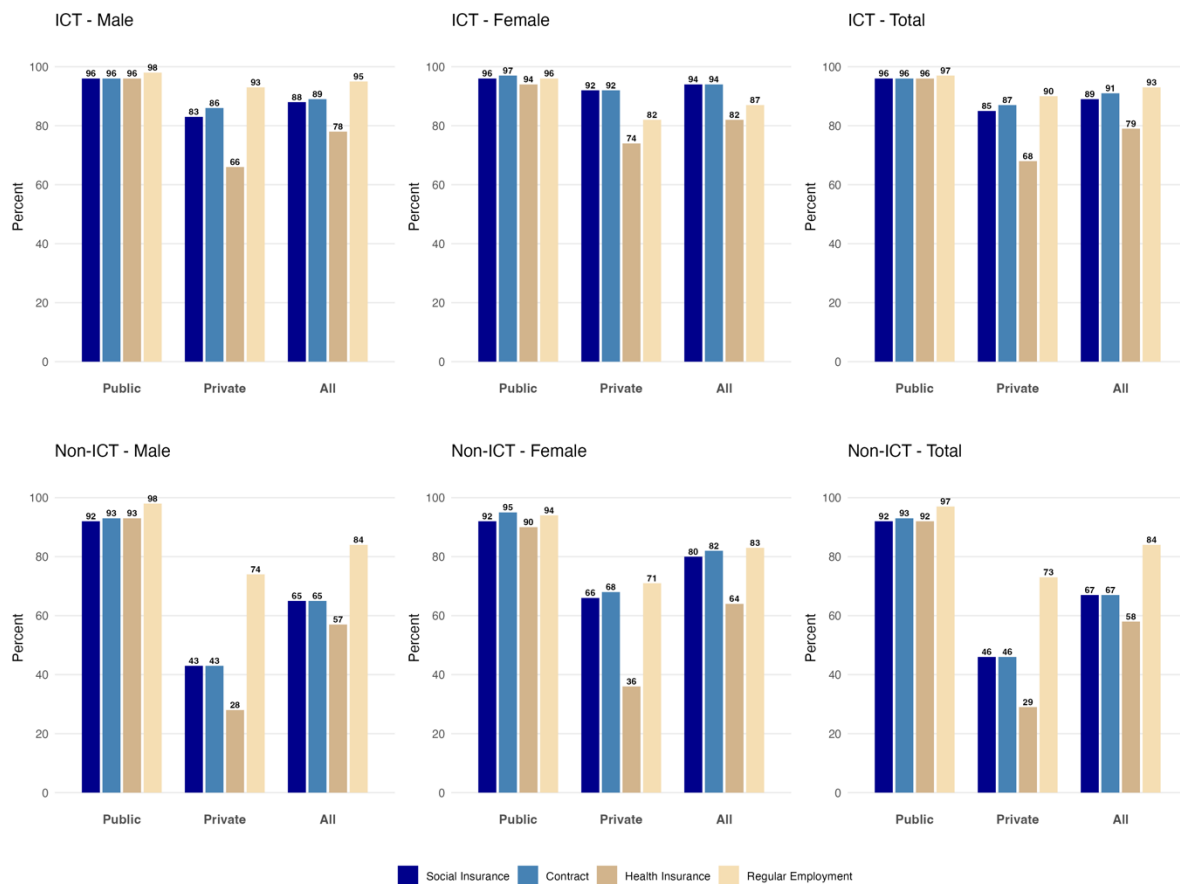 ICT - Male
Percent
100
80
60
40
20
0
96 96 96 98
83 86 66 93
88 89 78 95
Public Private All
ICT - Female
Percent
100
80
60
40
20
0
96 97 94 96
92 92 74 82
94 94 82 87
Public Private All
ICT - Total
Percent
100
80
60
40
20
0
96 96 96 97
85 87 68 90
89 91 79 93
Public Private All
Non-ICT - Male
Percent
100
80
60
40
20
0
92 93 93 98
43 43 28 74
65 65 57 84
Public Private All
Non-ICT - Female
Percent
100
80
60
40
20
0
92 95 90 94
66 68 36 71
80 82 64 83
Public Private All
Non-ICT - Total
Percent
100
80
60
40
20
0
92 93 92 97
46 46 29 73
67 67 58 84
Public Private All
Social Insurance Contract Health Insurance Regular Employment